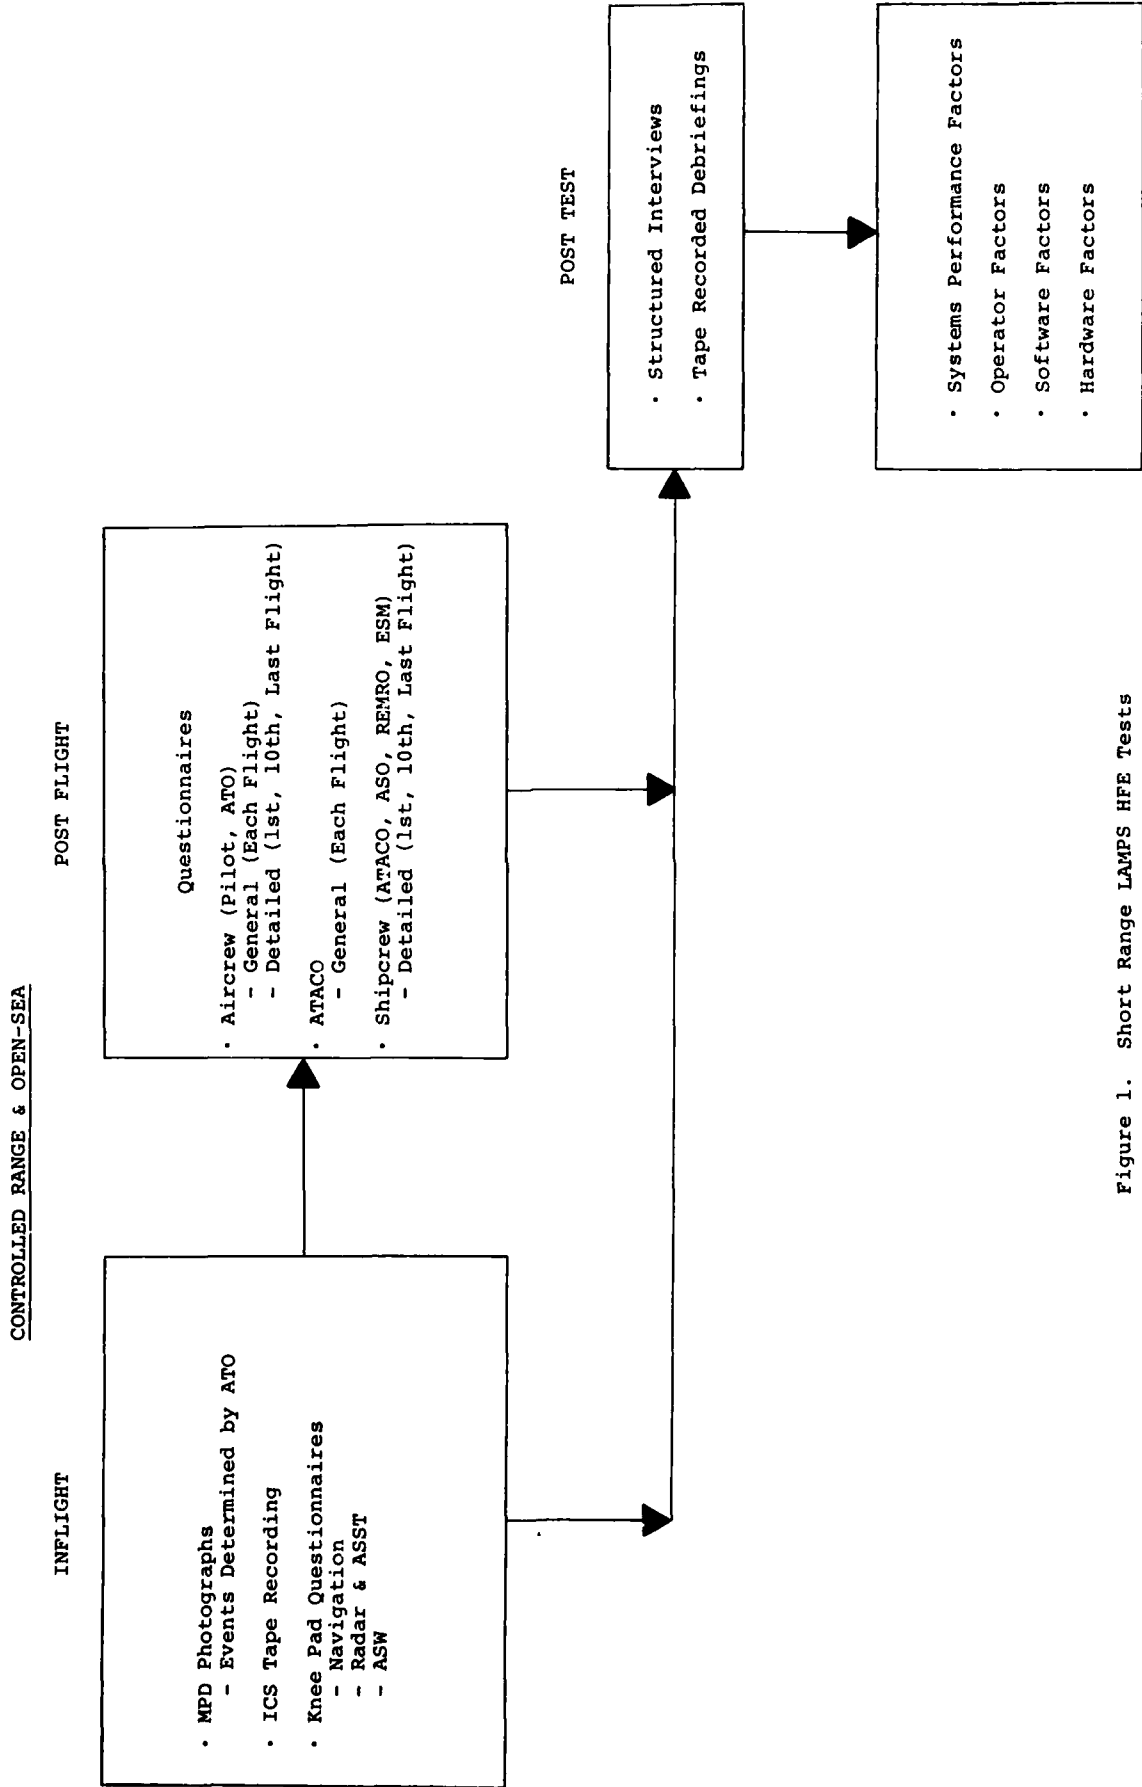 CONTROLLED RANGE & OPEN-SEA
INFLIGHT
· MPD Photographs
- Events Determined by ATO
· ICS Tape Recording
· Knee Pad Questionnaires
- Navigation
- Radar & ASST
- ASW
POST FLIGHT
Questionnaires
· Aircrew (Pilot, ATO)
- General (Each Flight)
- Detailed (1st, 10th, Last Flight)
· ATACO
- General (Each Flight)
· Shipcrew (ATACO, ASO, REMRO, ESM)
- Detailed (1st, 10th, Last Flight)
POST TEST
· Structured Interviews
· Tape Recorded Debriefings
· Systems Performance Factors
· Operator Factors
· Software Factors
· Hardware Factors
Figure 1. Short Range LAMPS HFE Tests